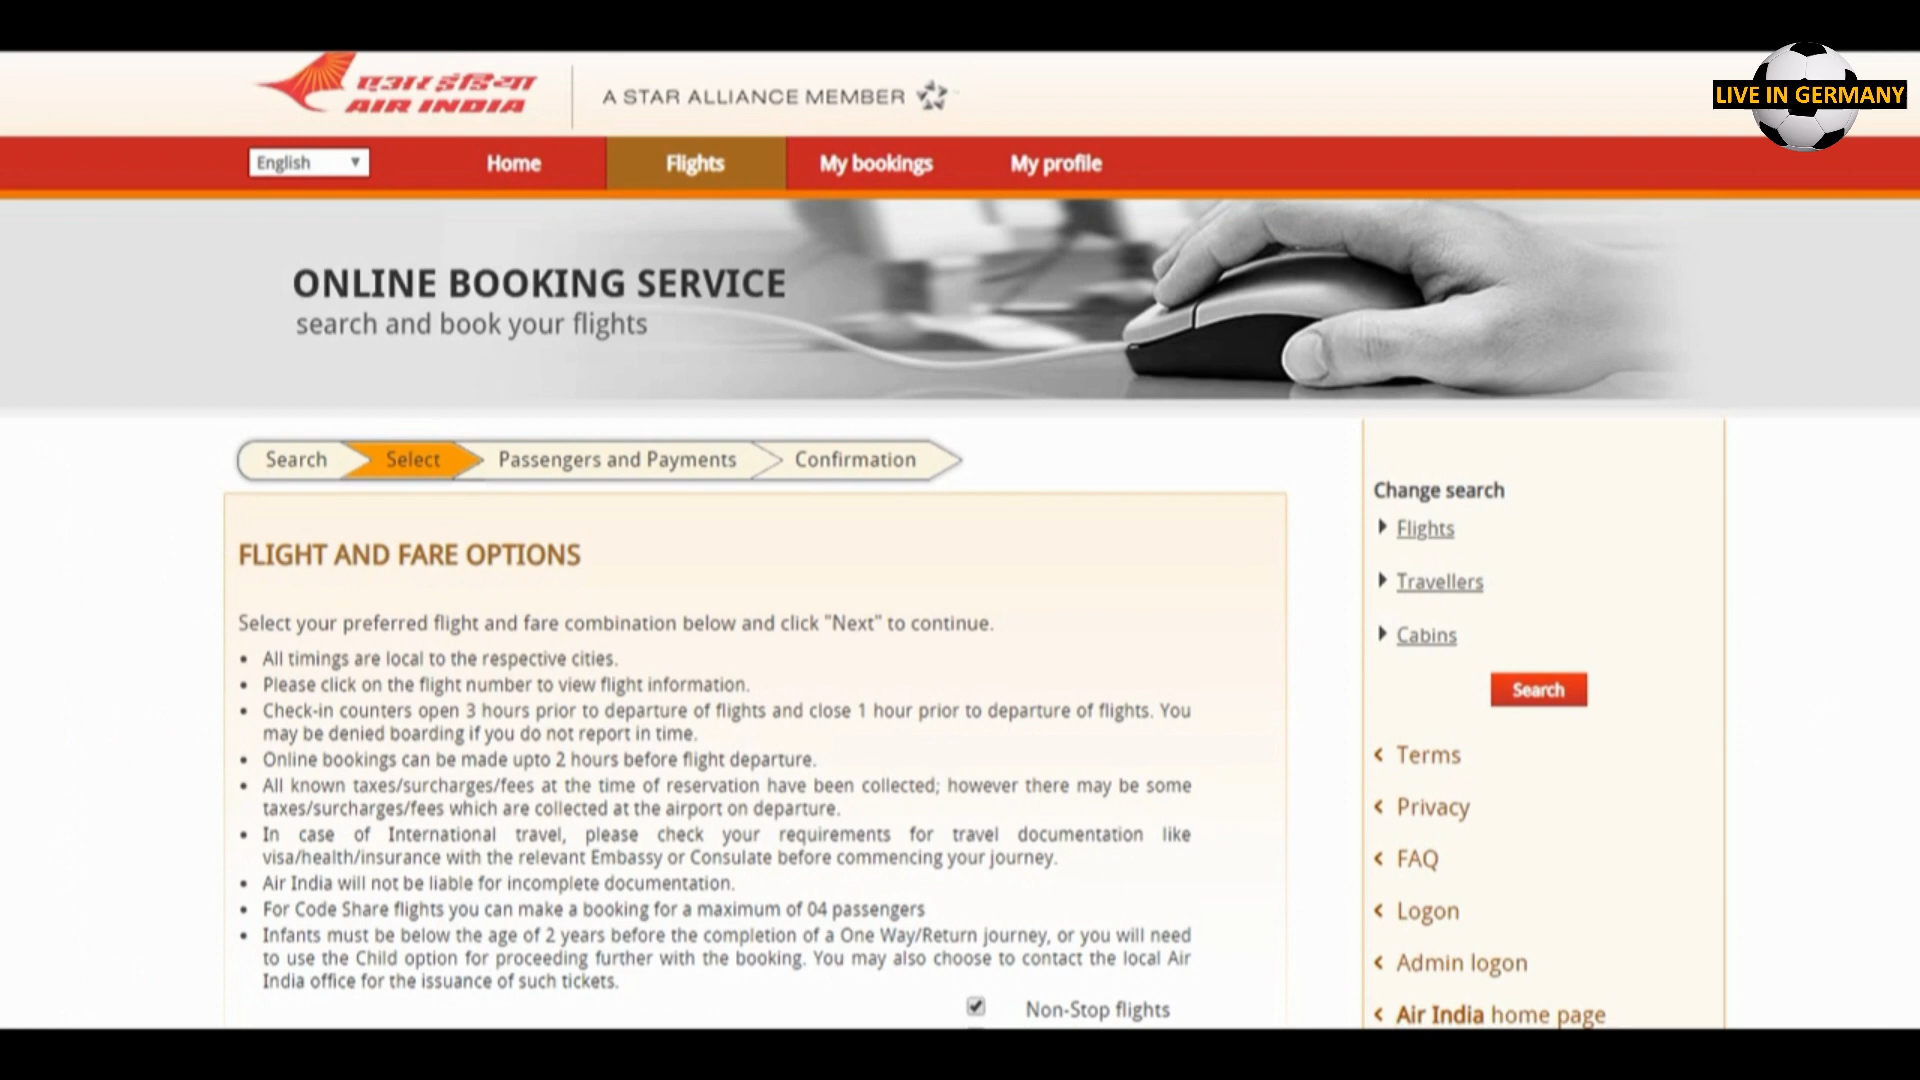 एअर इंडिया
AIR INDIA
A STAR ALLIANCE MEMBER
LIVE IN GERMANY
English
Home
Flights
My bookings
My profile
ONLINE BOOKING SERVICE
search and book your flights
Search
Select
Passengers and Payments
Confirmation
FLIGHT AND FARE OPTIONS
Select your preferred flight and fare combination below and click "Next" to continue.
• All timings are local to the respective cities.
• Please click on the flight number to view flight information.
• Check-in counters open 3 hours prior to departure of flights and close 1 hour prior to departure of flights. You
may be denied boarding if you do not report in time.
• Online bookings can be made upto 2 hours before flight departure.
• All known taxes/surcharges/fees at the time of reservation have been collected; however there may be some
taxes/surcharges/fees which are collected at the airport on departure.
• In case of International travel, please check your requirements for travel documentation like
visa/health/insurance with the relevant Embassy or Consulate before commencing your journey.
• Air India will not be liable for incomplete documentation.
• For Code Share flights you can make a booking for a maximum of 04 passengers
• Infants must be below the age of 2 years before the completion of a One Way/Return journey, or you will need
to use the Child option for proceeding further with the booking. You may also choose to contact the local Air
India office for the issuance of such tickets.
Non-Stop flights
Change search
Flights
Travellers
Cabins
Search
Terms
Privacy
FAQ
Logon
Admin logon
Air India home page